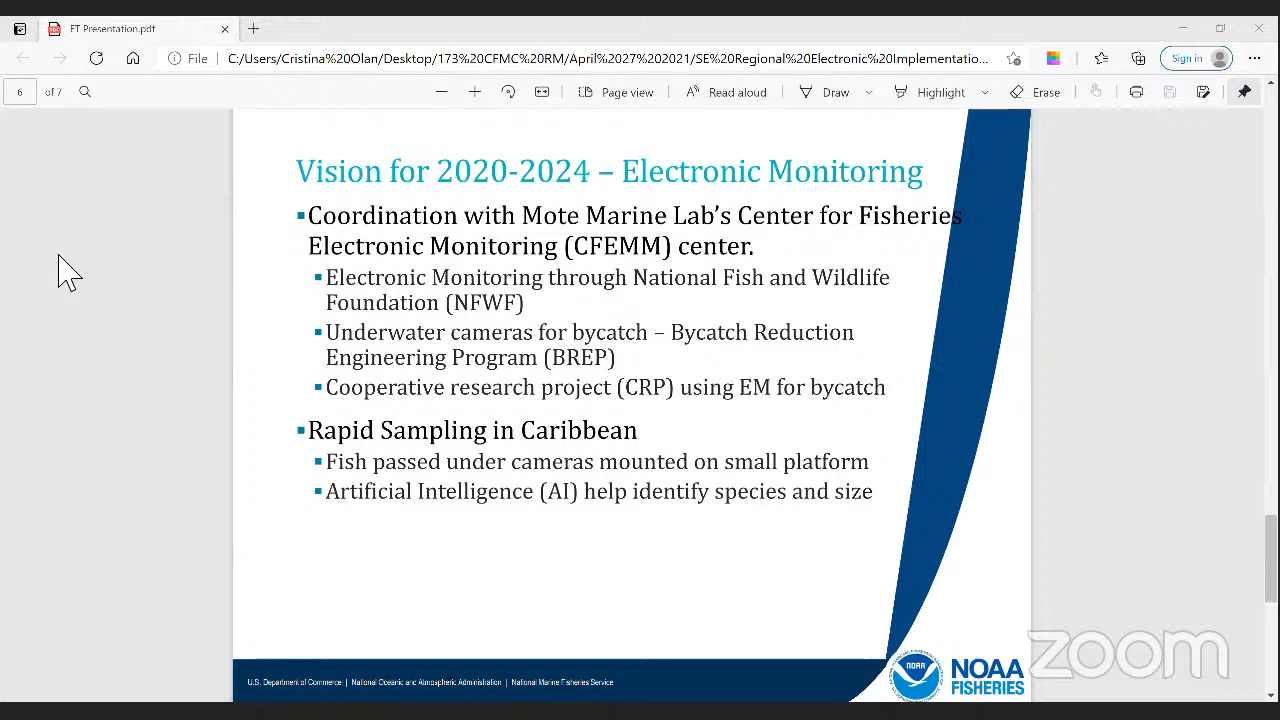 FT Presentation.pdf
File
C:/Users/Cristina%20Olan/Desktop/173%20CFMC%20RM/April%2027%202021/SE%20Regional%20Electronic%20Implementatio...
Sign in
6 of 7
Page view
Read aloud
Draw
Highlight
Erase
Vision for 2020-2024 – Electronic Monitoring
Coordination with Mote Marine Lab's Center for Fisheries
Electronic Monitoring (CFEMM) center.
Electronic Monitoring through National Fish and Wildlife
Foundation (NFWF)
Underwater cameras for bycatch – Bycatch Reduction
Engineering Program (BREP)
Cooperative research project (CRP) using EM for bycatch
Rapid Sampling in Caribbean
Fish passed under cameras mounted on small platform
Artificial Intelligence (AI) help identify species and size
U.S. Department of Commerce | National Oceanic and Atmospheric Administration | National Marine Fisheries Service
NOAA
NOAA
FISHERIES
zoom